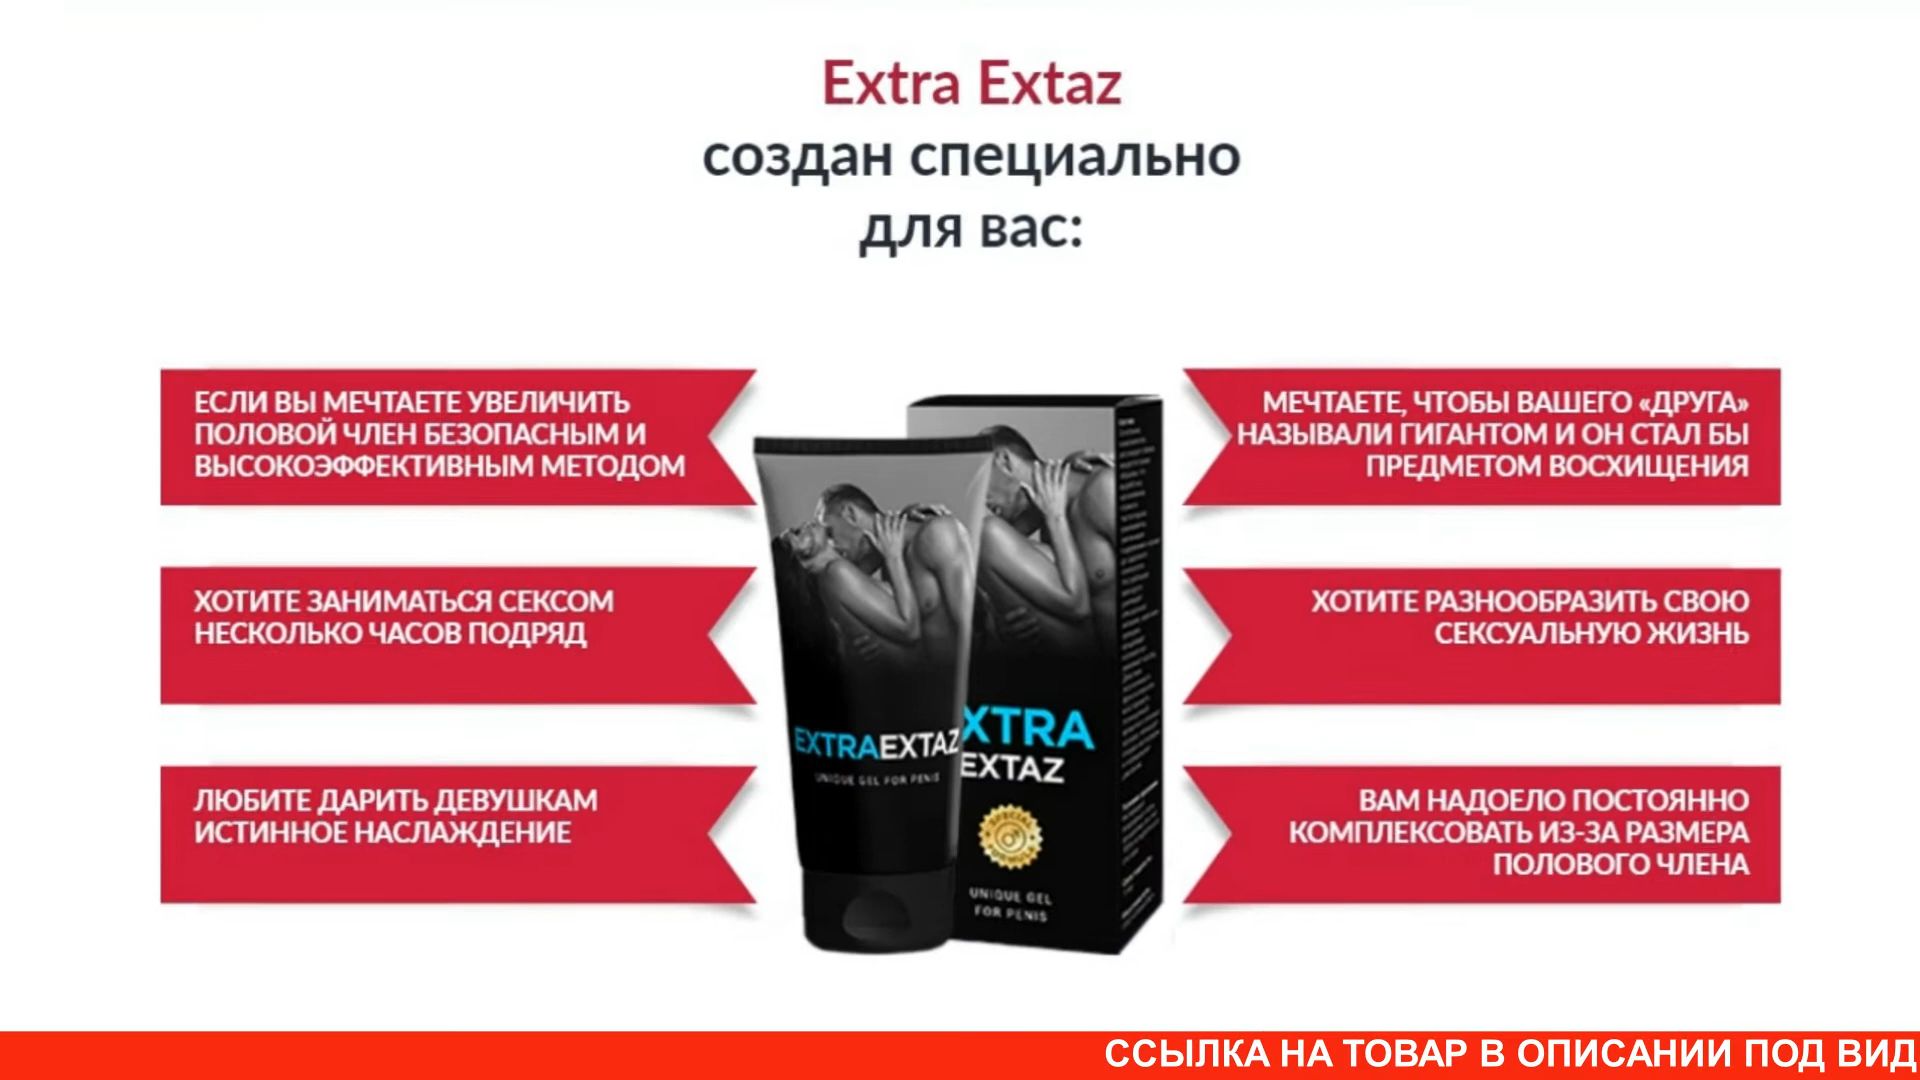 Extra Extaz
создан специально
для вас:
ЕСЛИ ВЫ МЕЧТАЕТЕ УВЕЛИЧИТЬ
ПОЛОВОЙ ЧЛЕН БЕЗОПАСНЫМ И
ВЫСОКОЭФФЕКТИВНЫМ МЕТОДОМ
ХОТИТЕ ЗАНИМАТЬСЯ СЕКСОМ
НЕСКОЛЬКО ЧАСОВ ПОДРЯД
ЛЮБИТЕ ДАРИТЬ ДЕВУШКАМ
ИСТИННОЕ НАСЛАЖДЕНИЕ
EXTRAEXTAZ
UNIQUE GEL FOR PENIS
XTRA
EXTAZ
SPECIAL
FORMULA
UNIQUE GEL
FOR PENIS
МЕЧТАЕТЕ, ЧТОБЫ ВАШЕГО «ДРУГА»
НАЗЫВАЛИ ГИГАНТОМ И ОН СТАЛ БЫ
ПРЕДМЕТОМ ВОСХИЩЕНИЯ
ХОТИТЕ РАЗНООБРАЗИТЬ СВОЮ
СЕКСУАЛЬНУЮ ЖИЗНЬ
ВАМ НАДОЕЛО ПОСТОЯННО
КОМПЛЕКСОВАТЬ ИЗ-ЗА РАЗМЕРА
ПОЛОВОГО ЧЛЕНА
ССЫЛКА НА ТОВАР В ОПИСАНИИ ПОД ВИД